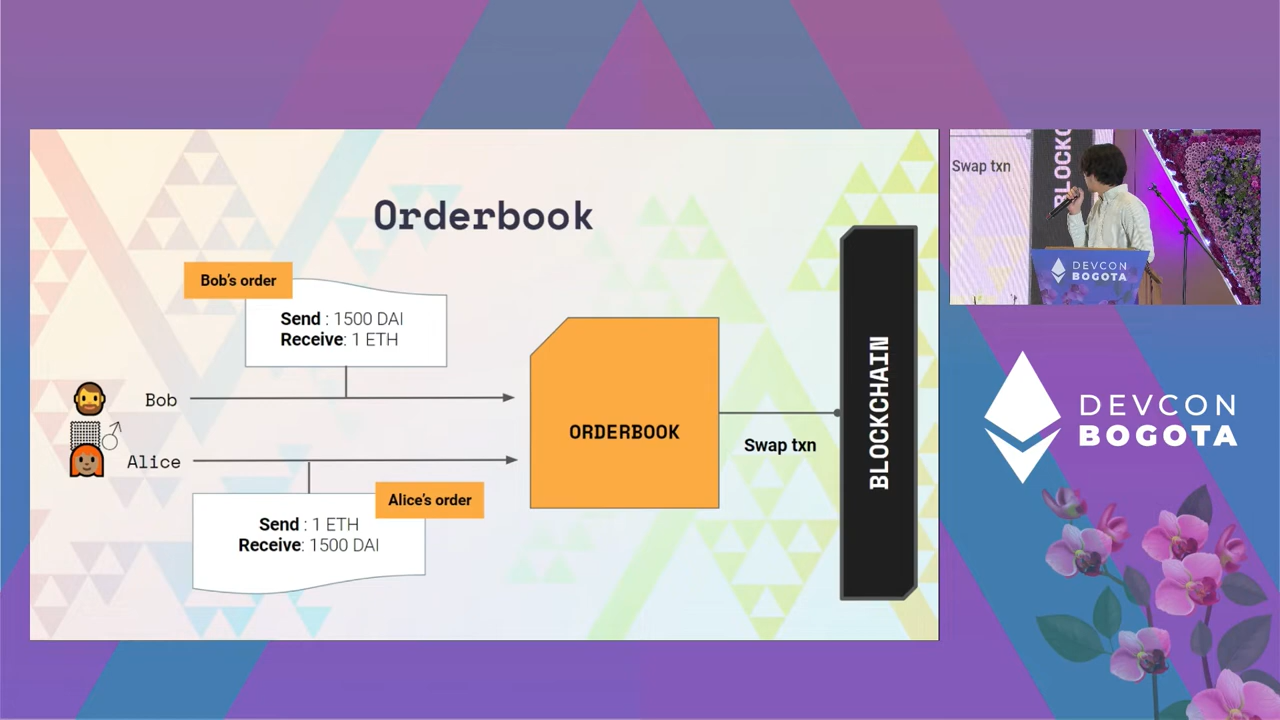 Orderbook
Bob's order
Send : 1500 DAI
Receive: 1 ETH
Bob
Alice
Alice's order
Send : 1 ETH
Receive: 1500 DAI
ORDERBOOK
Swap txn
BLOCKCHAIN
Swap txn
BLOCKC
DEVCON
BOGOTA
DEVCON
BOGOTA